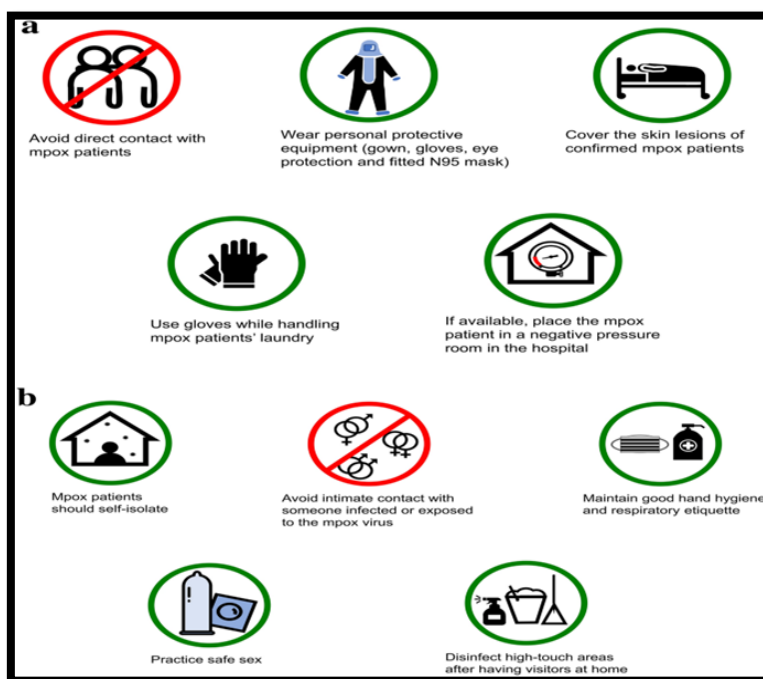 a
Avoid direct contact with
mpox patients
Wear personal protective
equipment (gown, gloves, eye
protection and fitted N95 mask)
Cover the skin lesions of
confirmed mpox patients
Use gloves while handling
mpox patients' laundry
If available, place the mpox
patient in a negative pressure
room in the hospital
b
Mpox patients
should self-isolate
Avoid intimate contact with
someone infected or exposed
to the mpox virus
Maintain good hand hygiene
and respiratory etiquette
Practice safe sex
Disinfect high-touch areas
after having visitors at home